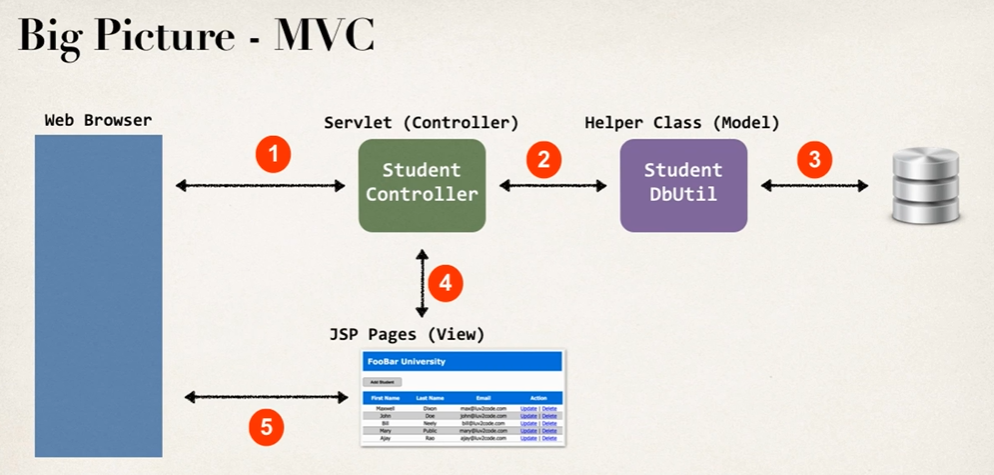 Big Picture - MVC
Web Browser
Servlet (Controller)
Helper Class (Model)
1
2
3
Student
Controller
Student
DbUtil
4
JSP Pages (View)
FooBar University
Add Student
First Name Last Name Email Action
Maxwell Dixon max@luv2code.com Update | Delete
John Doe john@luv2code.com Update | Delete
Bill Neely bill@luv2code.com Update | Delete
Mary Public mary@luv2code.com Update | Delete
Ajay Rao ajay@luv2code.com Update | Delete
5